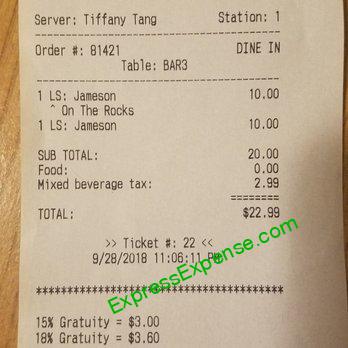 Server: Tiffany Tang Station: 1
----------------------------------------
Order #: 81421 DINE IN
Table: BAR3
----------------------------------------
1 LS: Jameson 10.00
^ On The Rocks
1 LS: Jameson 10.00
SUB TOTAL: 20.00
Food: 0.00
Mixed beverage tax: 2.99
========
TOTAL: $22.99
>> Ticket #: 22 <<
9/28/2018 11:06:11 PM
ExpressExpense.com
****************************************
15% Gratuity = $3.00
18% Gratuity = $3.60